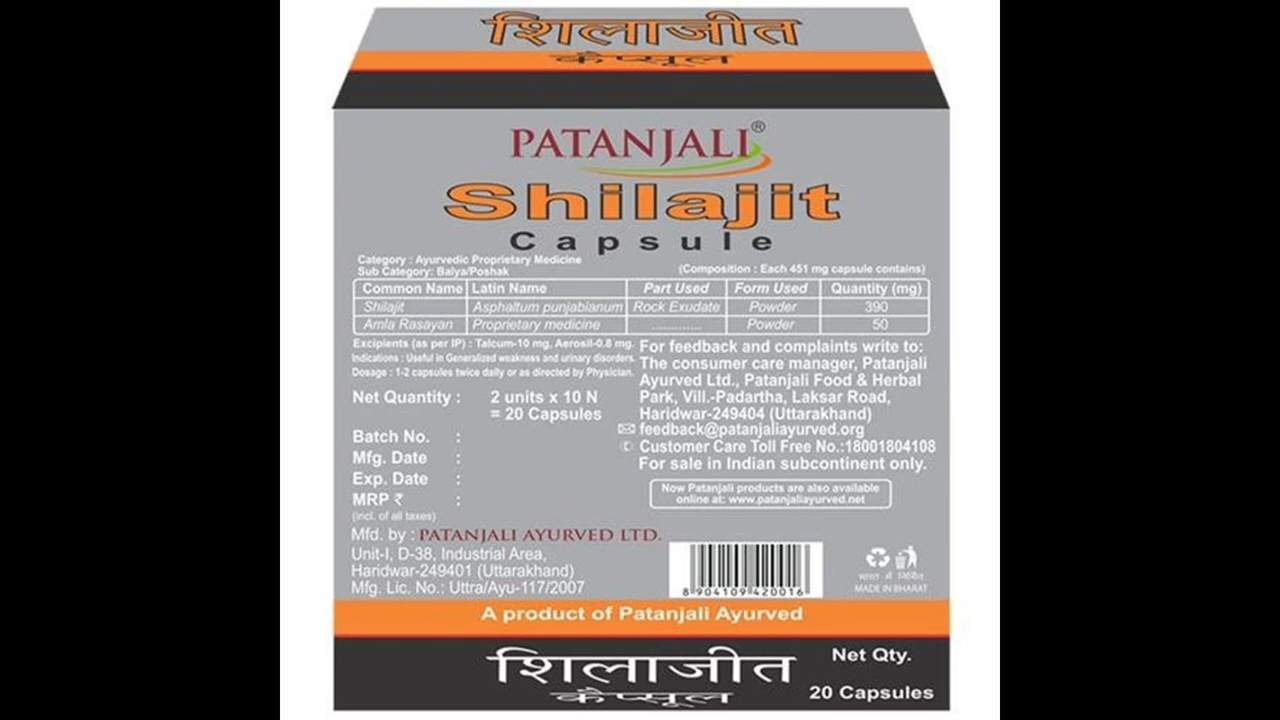 शिलाजीत
कैप्सूल
PATANJALI®
Shilajit
Capsule
Category : Ayurvedic Proprietary Medicine
Sub Category: Balya/Poshak
(Composition : Each 451 mg capsule contains)
Common Name Latin Name Part Used Form Used Quantity (mg)
Shilajit Asphaltum punjabianum Rock Exudate Powder 390
Amla Rasayan Proprietary medicine ............. Powder 50
Excipients (as per IP) : Talcum-10 mg, Aerosil-0.8 mg.
Indications : Useful in Generalized weakness and urinary disorders.
Dosage : 1-2 capsules twice daily or as directed by Physician.
Net Quantity : 2 units x 10 N
= 20 Capsules
Batch No. :
Mfg. Date :
Exp. Date :
MRP ₹ :
(incl. of all taxes)
For feedback and complaints write to:
The consumer care manager, Patanjali
Ayurved Ltd., Patanjali Food & Herbal
Park, Vill.-Padartha, Laksar Road,
Haridwar-249404 (Uttarakhand)
feedback@patanjaliayurved.org
Customer Care Toll Free No.:18001804108
For sale in Indian subcontinent only.
Now Patanjali products are also available
online at: www.patanjaliayurved.net
Mfd. by : PATANJALI AYURVED LTD.
Unit-I, D-38, Industrial Area,
Haridwar-249401 (Uttarakhand)
Mfg. Lic. No.: Uttra/Ayu-117/2007
8 904109 420016
भारत में निर्मित
MADE IN BHARAT
A product of Patanjali Ayurved
शिलाजीत
कैप्सूल
Net Qty.
20 Capsules